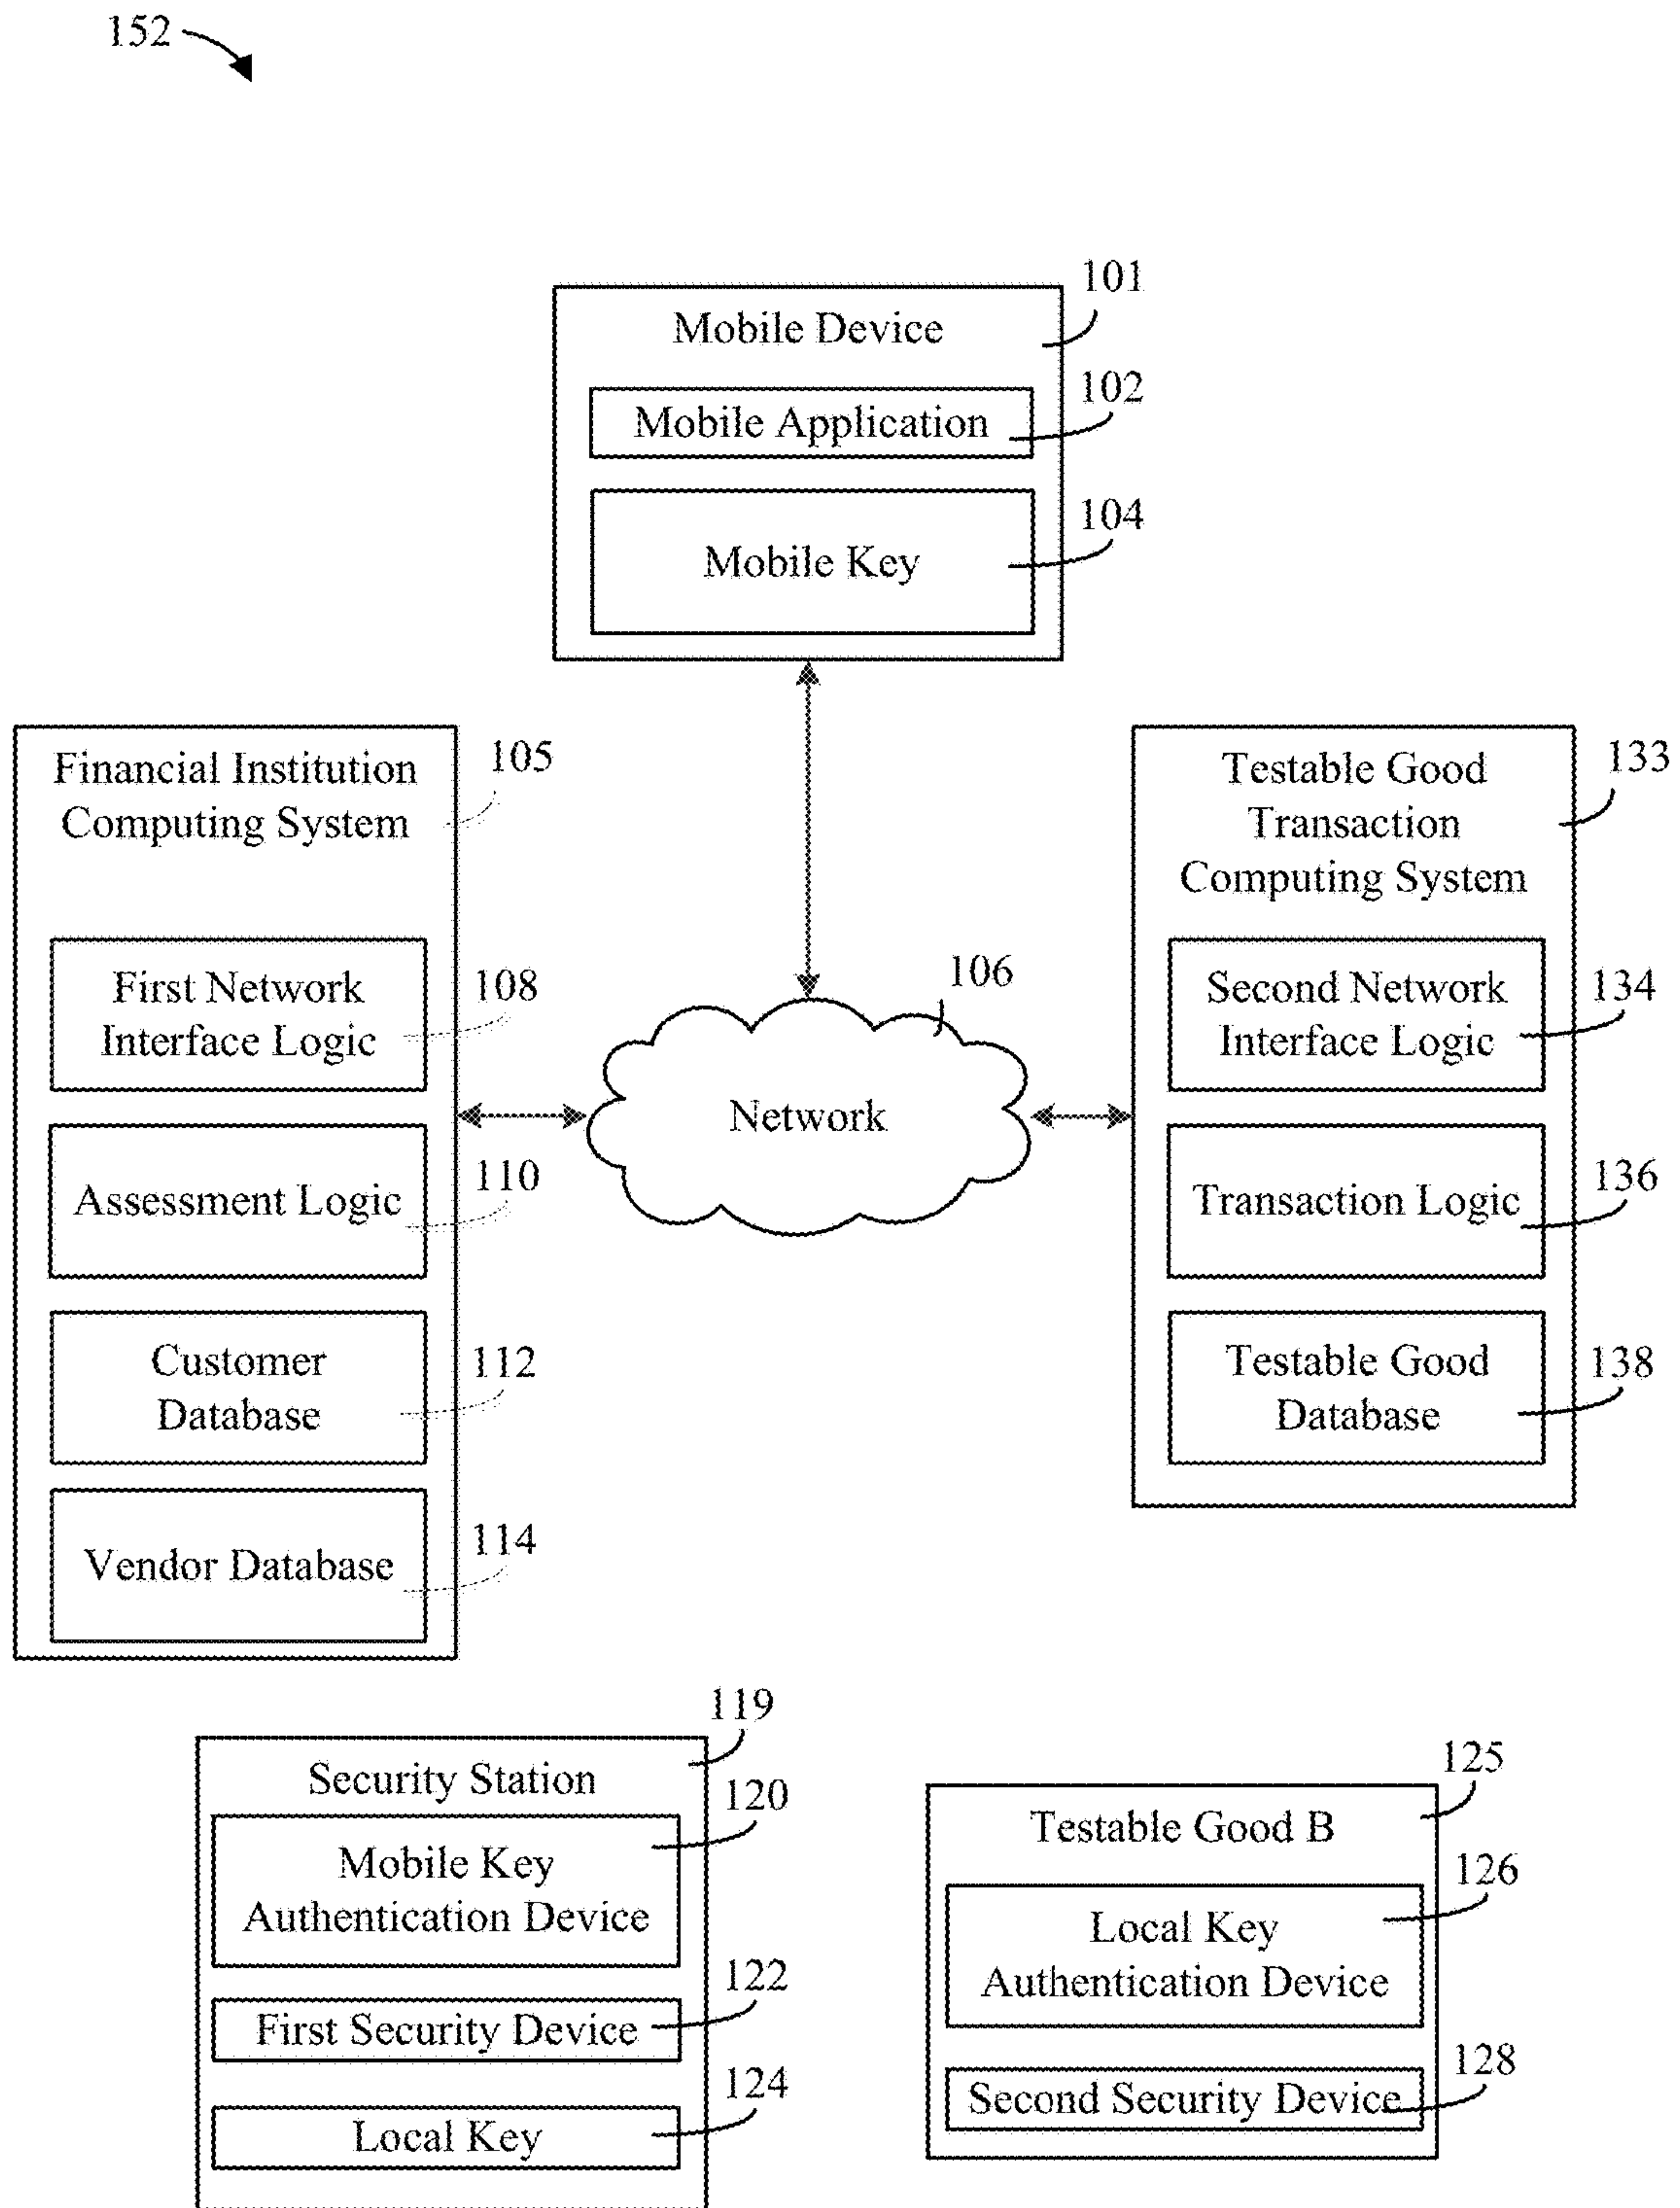 152
101
Mobile Device
102
Mobile Application
104
Mobile Key
Financial Institution
Computing System
105
First Network
Interface Logic
108
Assessment Logic
110
Customer
Database
112
Vendor Database
114
106
Network
Testable Good
Transaction
Computing System
133
Second Network
Interface Logic
134
Transaction Logic
136
Testable Good
Database
138
119
Security Station
120
Mobile Key
Authentication Device
122
First Security Device
124
Local Key
125
Testable Good B
126
Local Key
Authentication Device
128
Second Security Device